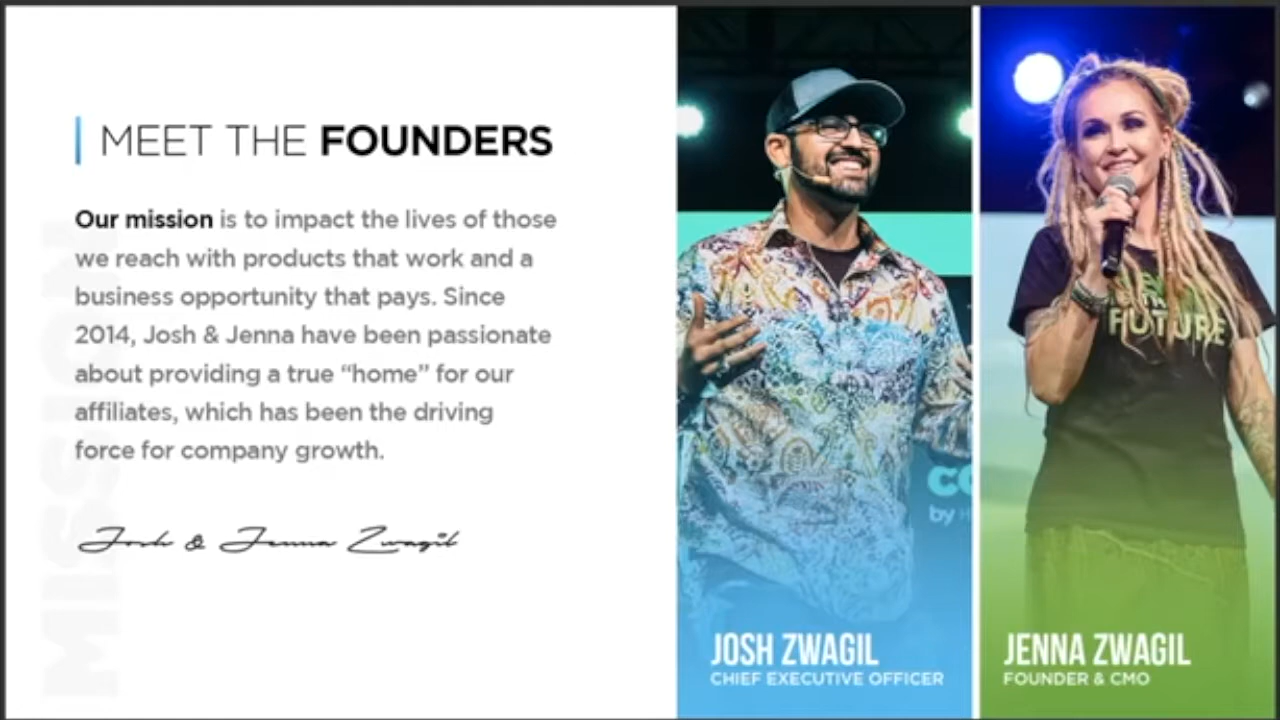 MEET THE FOUNDERS
Our mission is to impact the lives of those
we reach with products that work and a
business opportunity that pays. Since
2014, Josh & Jenna have been passionate
about providing a true “home” for our
affiliates, which has been the driving
force for company growth.
Josh & Jenna Zwagil
MISSION
CO
by H
JOSH ZWAGIL
CHIEF EXECUTIVE OFFICER
FUTURE
JENNA ZWAGIL
FOUNDER & CMO